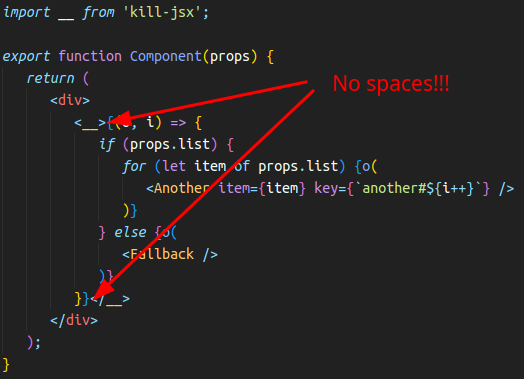 import __ from 'kill-jsx';
export function Component(props) {
return (
No spaces!!!
<div>
<__>{(o, i) => {
if (props.list) {
for (let item of props.list) {o(
<Another item={item} key={`another#${i++}`} />
)}
} else {o(
<Fallback />
)}
}}</__>
</div>
);
}